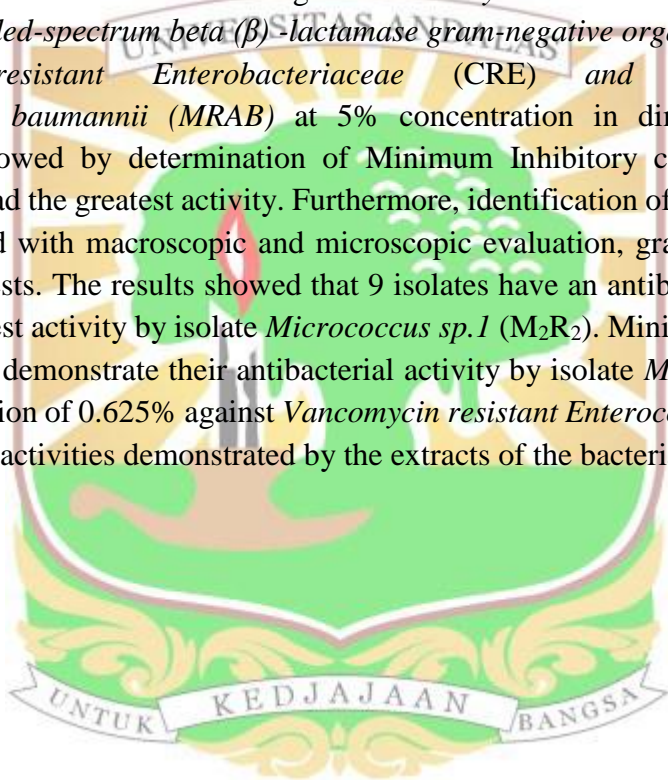 led-spectrum beta (β) -lactamase gram-negative orga
UNIVERSITAS ANDALAS
resistant Enterobacteriaceae (CRE) and
baumannii (MRAB) at 5% concentration in di
owed by determination of Minimum Inhibitory c
ad the greatest activity. Furthermore, identification of
d with macroscopic and microscopic evaluation, gra
sts. The results showed that 9 isolates have an antib
est activity by isolate Micrococcus sp.1 (M₂R₂). Mini
demonstrate their antibacterial activity by isolate M
ion of 0.625% against Vancomycin resistant Enteroc
activities demonstrated by the extracts of the bacteri
UNTUK KEDJAJAAN BANGSA